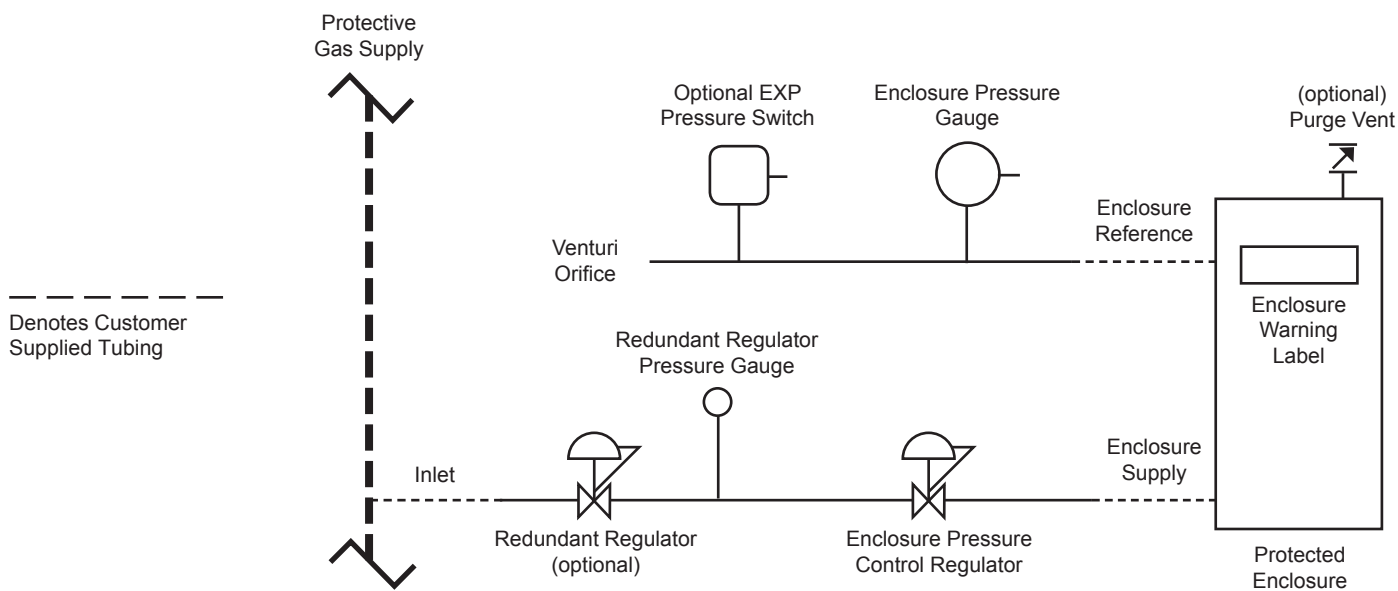 Protective
Gas Supply
Optional EXP
Pressure Switch
Enclosure Pressure
Gauge
(optional)
Purge Vent
Enclosure
Reference
Venturi
Orifice
Enclosure
Warning
Label
Denotes Customer
Supplied Tubing
Redundant Regulator
Pressure Gauge
Inlet
Enclosure
Supply
Redundant Regulator
(optional)
Enclosure Pressure
Control Regulator
Protected
Enclosure